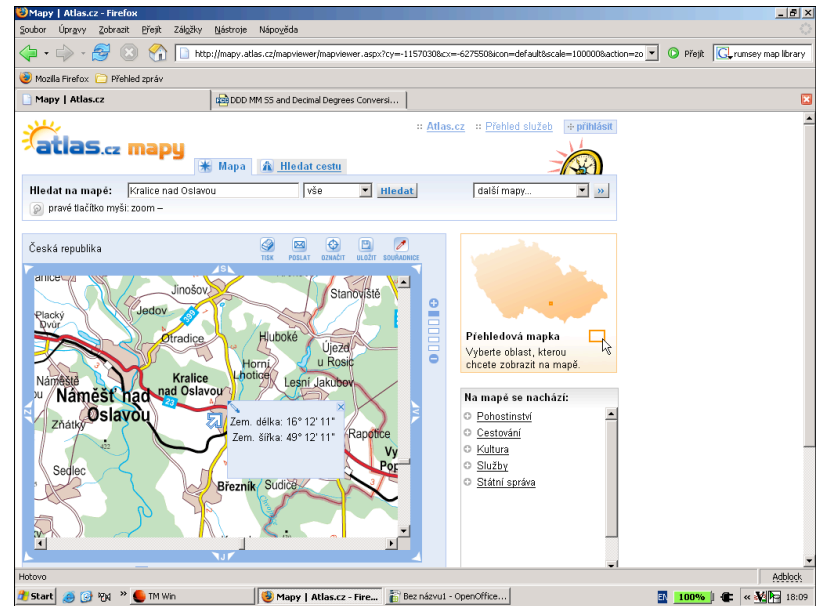 Mapy | Atlas.cz - Firefox
Soubor Úpravy Zobrazit Přejít Záložky Nástroje Nápověda
http://mapy.atlas.cz/mapviewer/mapviewer.aspx?cy=-1157030&cx=-627550&icon=default&scale=100000&action=zo Přejít G rumsey map library
Mozilla Firefox Přehled zpráv
Mapy | Atlas.cz DDD MM SS and Decimal Degrees Conversi...
:: Atlas.cz :: Přehled služeb přihlásit
atlas.cz mapy
Mapa Hledat cestu
Hledat na mapě: Kralice nad Oslavou vše Hledat další mapy... »
pravé tlačítko myši: zoom –
Česká republika
TISK POSLAT OZNAČIT ULOŽIT SOUŘADNICE
S
Jinošov
Stanoviště
Placký
Dvůr
Jedov
399
Otradice
Hluboké
Újezd
u Rosic
Horní
Lhotice
Kralice
nad Oslavou
Lesní Jakubov
Náměšť nad
Oslavou
23
Z
V
Zňátky
422
Sedlec
Zem. délka: 16° 12' 11"
Zem. šířka: 49° 12' 11"
Rapotice
Březník
Sudice
J
Přehledová mapka
Vyberte oblast, kterou
chcete zobrazit na mapě.
Na mapě se nachází:
Pohostinství
Cestování
Kultura
Služby
Státní správa
Hotovo Adblock
Start » TM Win Mapy | Atlas.cz - Fire... Bez názvu1 - OpenOffice... 100% « 18:09